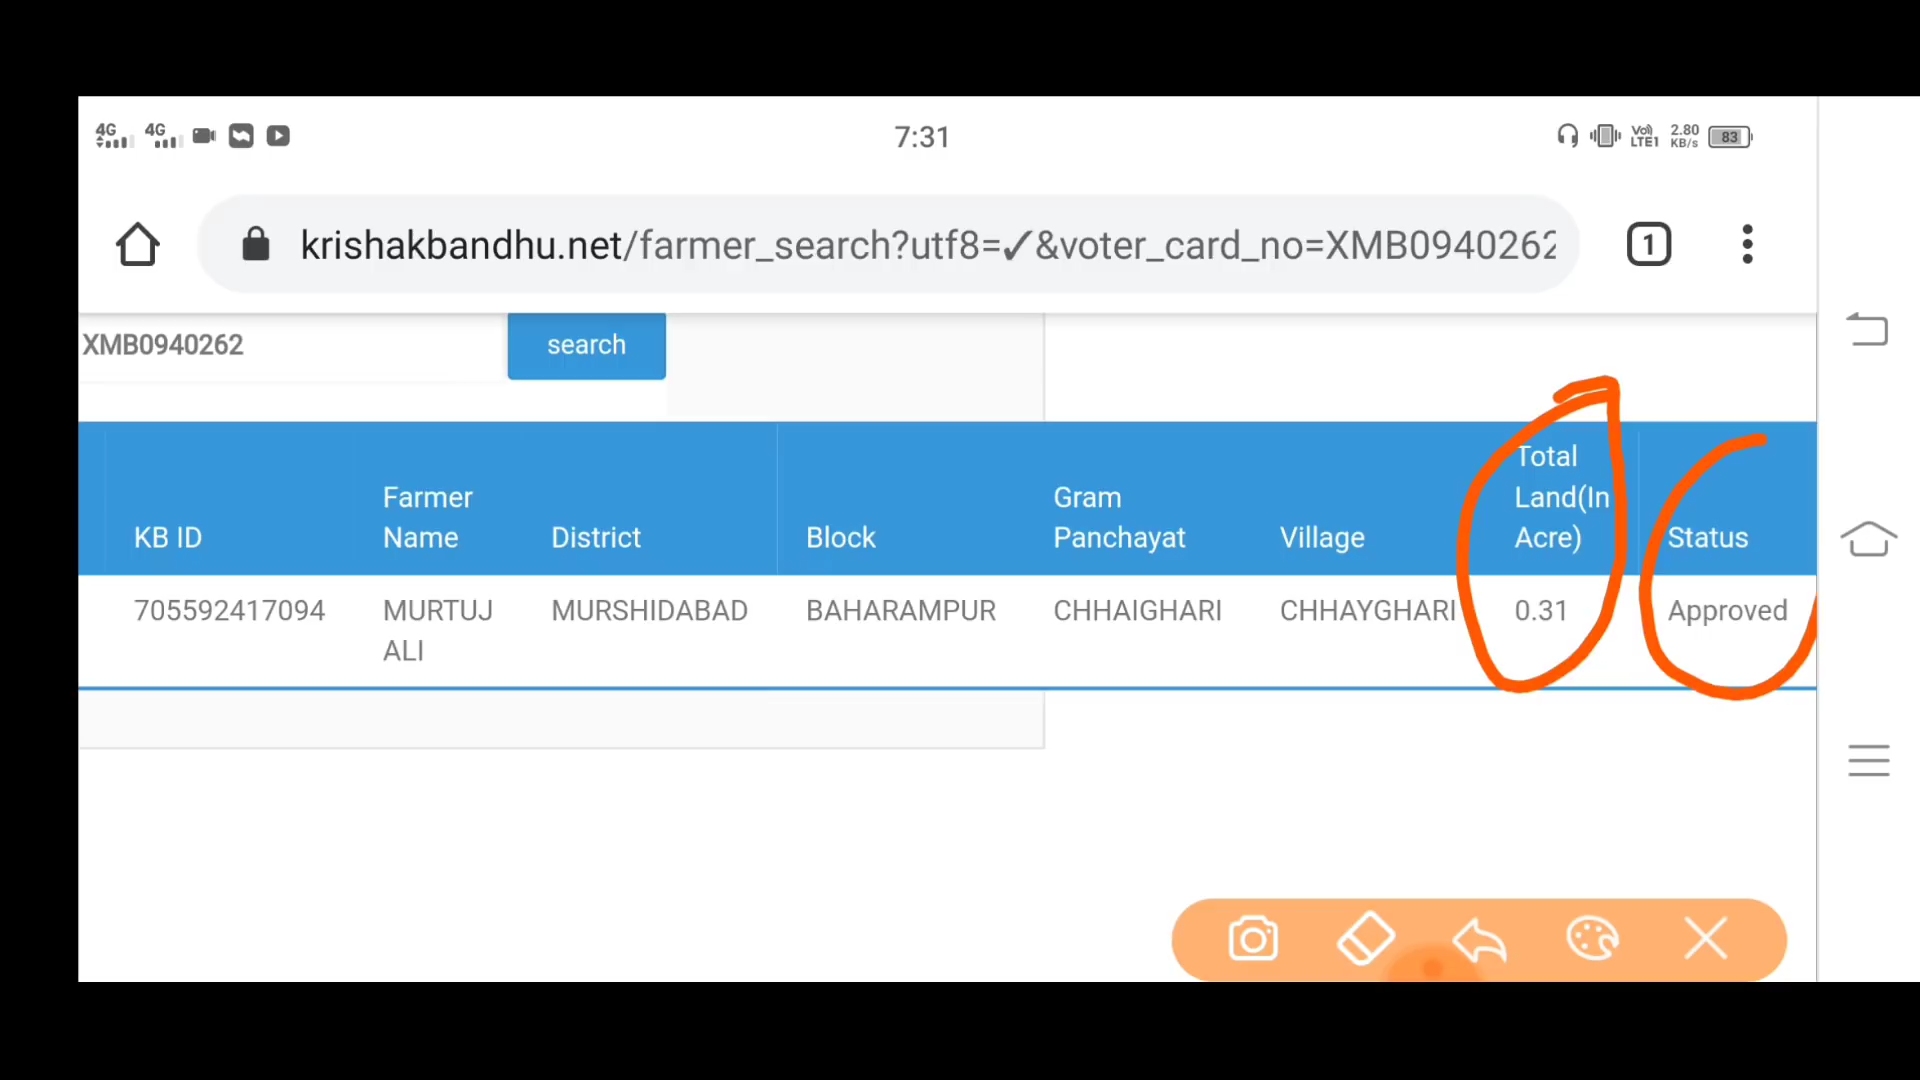 4G 4G 7:31 Vo) LTE1 2.80 KB/s 83
krishakbandhu.net/farmer_search?utf8=✓&voter_card_no=XMB0940262 1
XMB0940262 search
KB ID Farmer Name District Block Gram Panchayat Village Total Land(In Acre) Status
705592417094 MURTUJ ALI MURSHIDABAD BAHARAMPUR CHHAIGHARI CHHAYGHARI 0.31 Approved